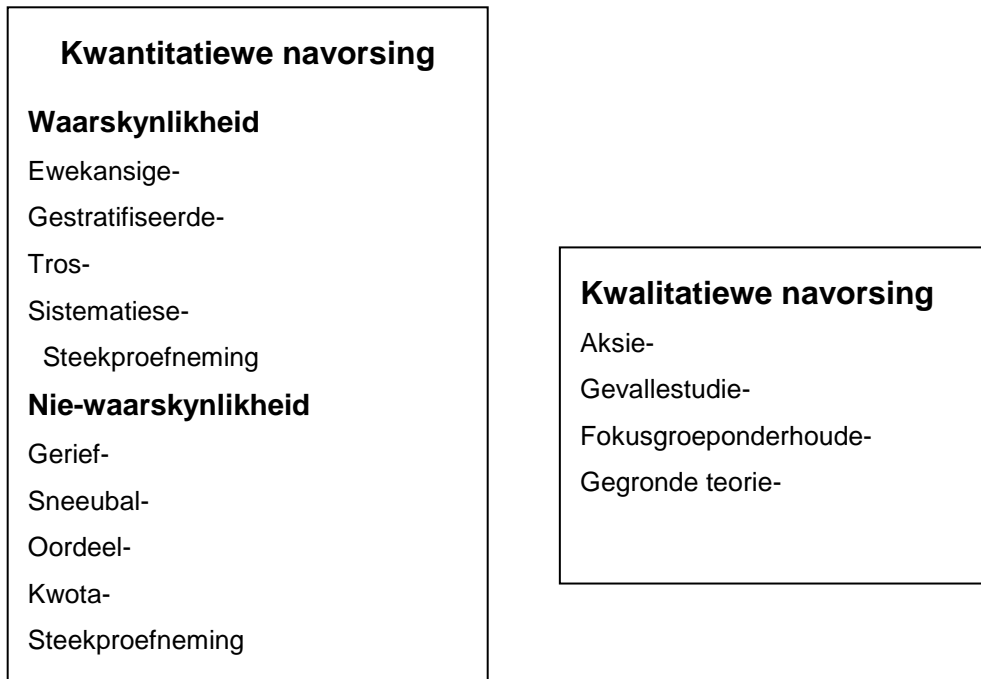 Kwantitatiewe navorsing
Waarskynlikheid
Ewekansige-
Gestratifiseerde-
Tros-
Sistematiese-
Steekproefneming
Nie-waarskynlikheid
Gerief-
Sneeubal-
Oordeel-
Kwota-
Steekproefneming
Kwalitatiewe navorsing
Aksie-
Gevallestudie-
Fokusgroeponderhoude-
Gegronde teorie-